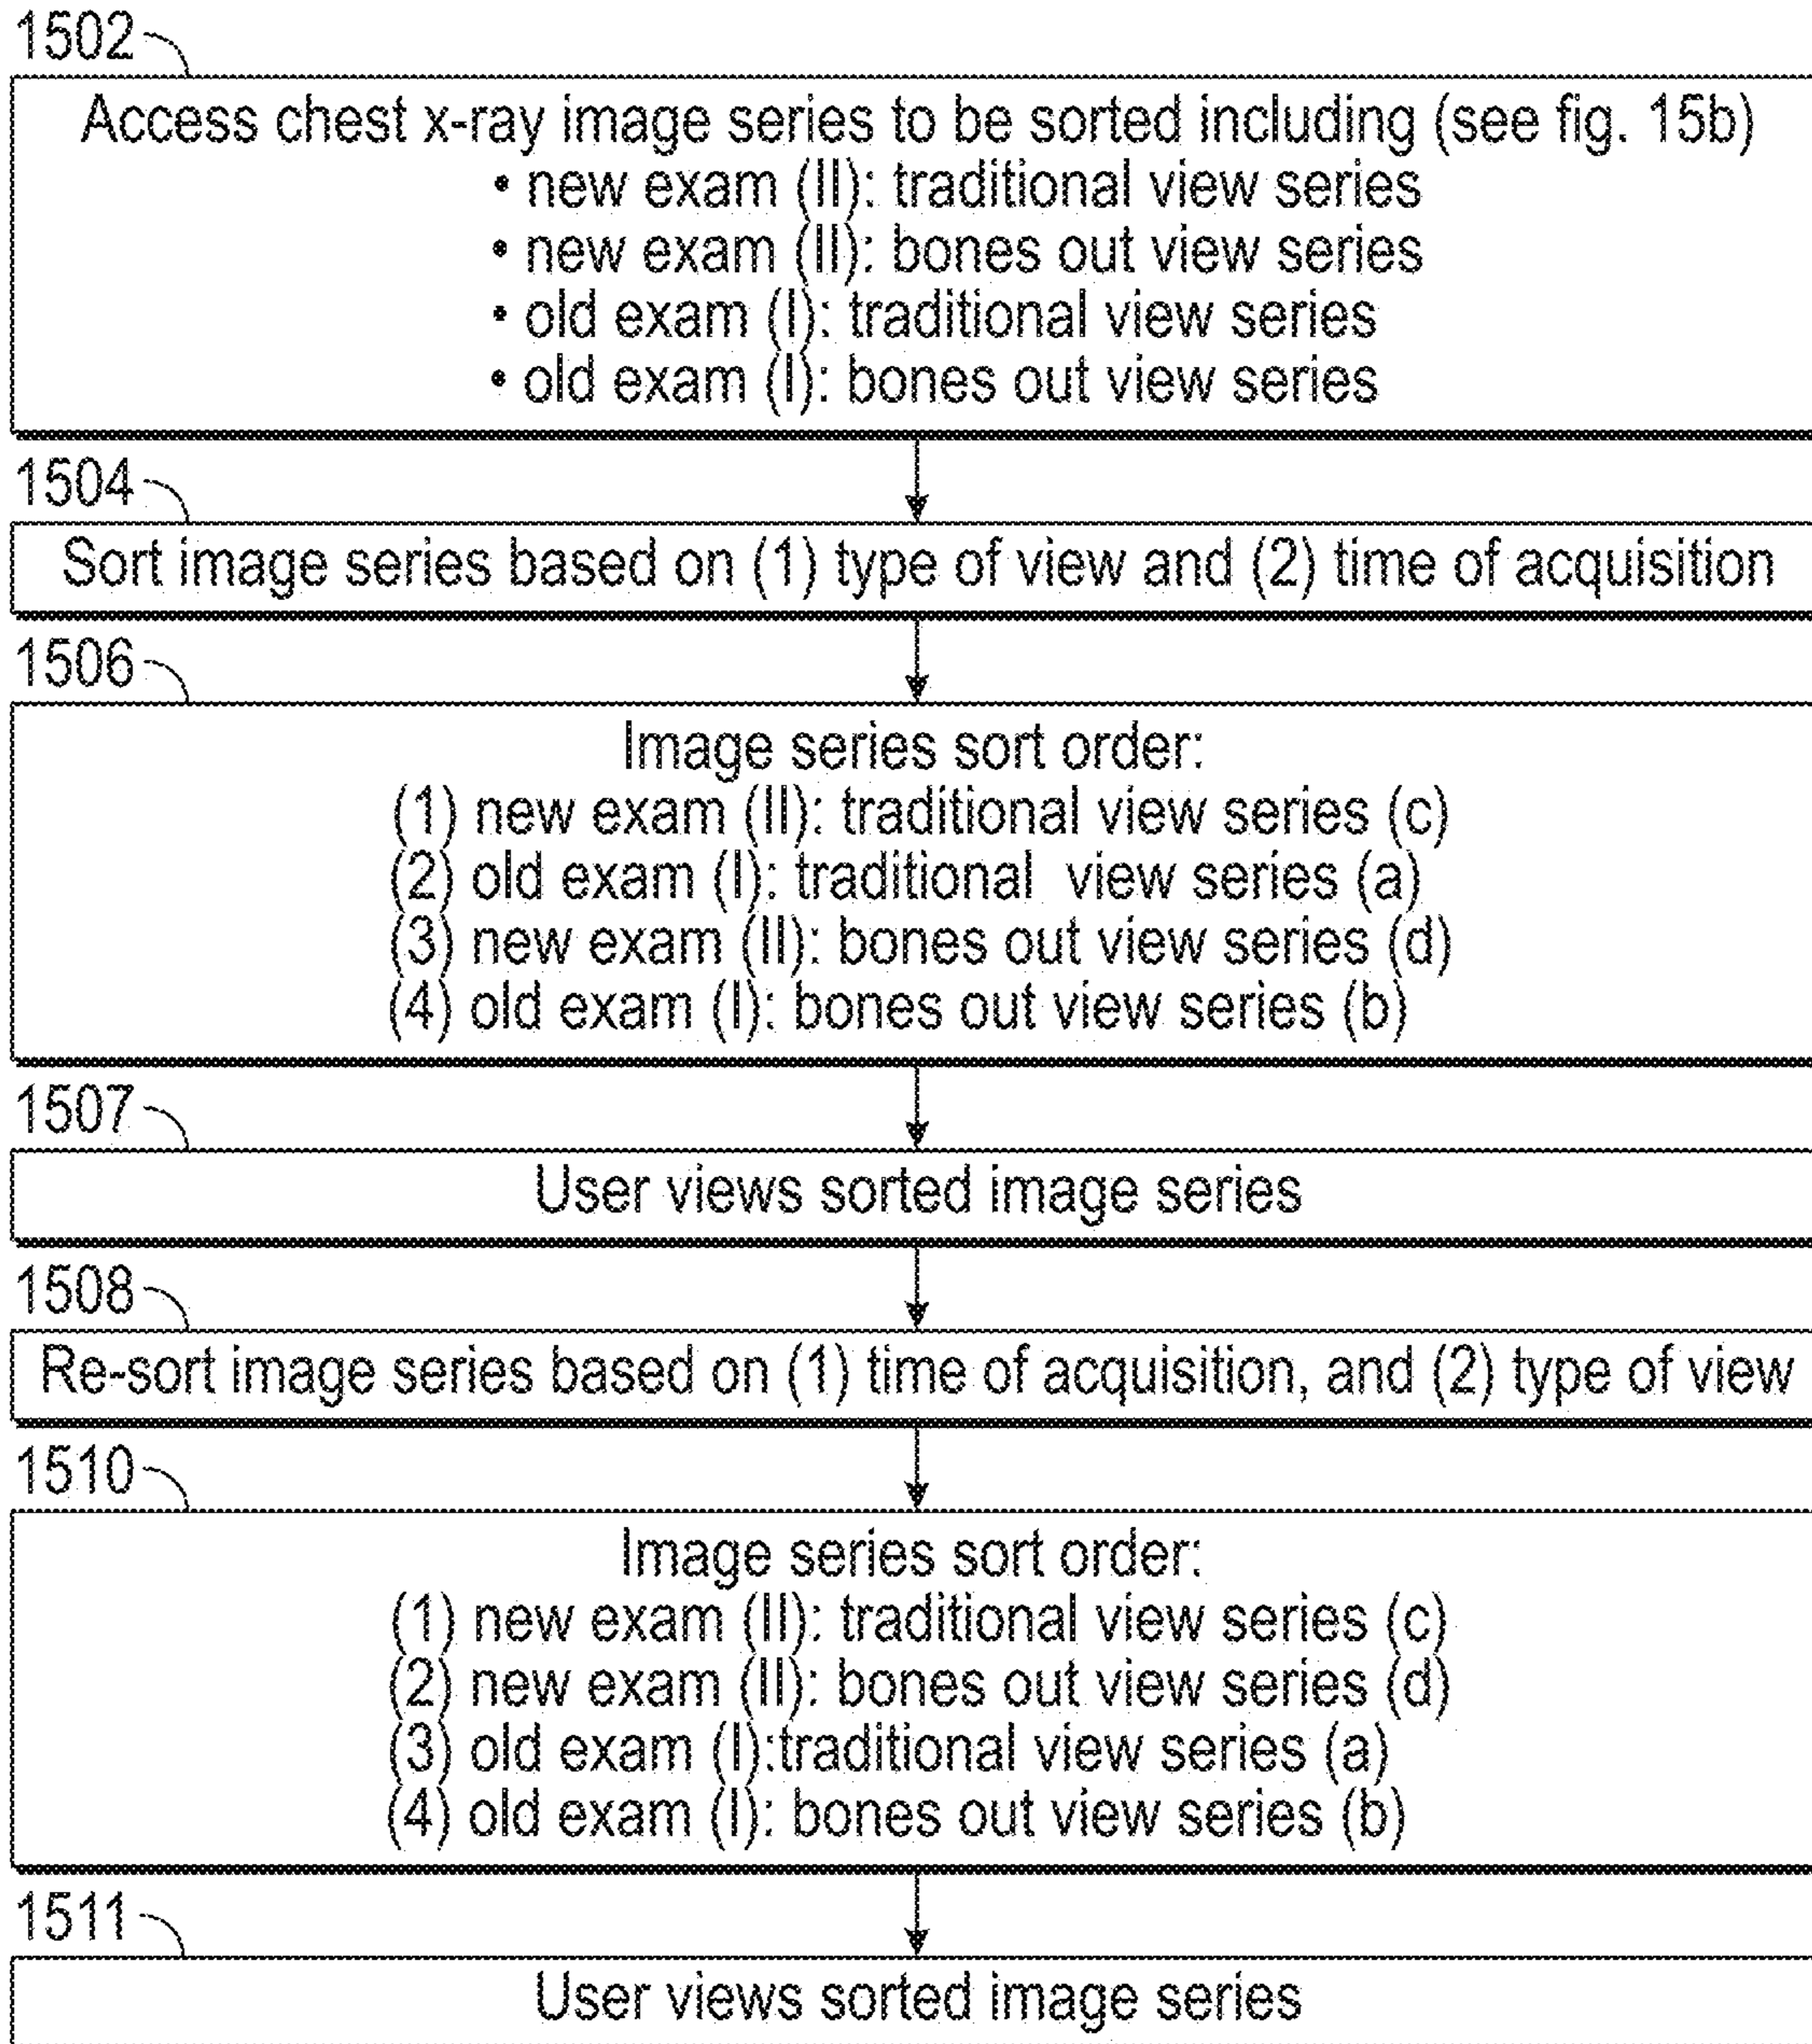 1502
Access chest x-ray image series to be sorted including (see fig. 15b)
• new exam (II): traditional view series
• new exam (II): bones out view series
• old exam (I): traditional view series
• old exam (I): bones out view series
1504
Sort image series based on (1) type of view and (2) time of acquisition
1506
Image series sort order:
(1) new exam (II): traditional view series (c)
(2) old exam (I): traditional view series (a)
(3) new exam (II): bones out view series (d)
(4) old exam (I): bones out view series (b)
1507
User views sorted image series
1508
Re-sort image series based on (1) time of acquisition, and (2) type of view
1510
Image series sort order:
(1) new exam (II): traditional view series (c)
(2) new exam (II): bones out view series (d)
(3) old exam (I):traditional view series (a)
(4) old exam (I): bones out view series (b)
1511
User views sorted image series